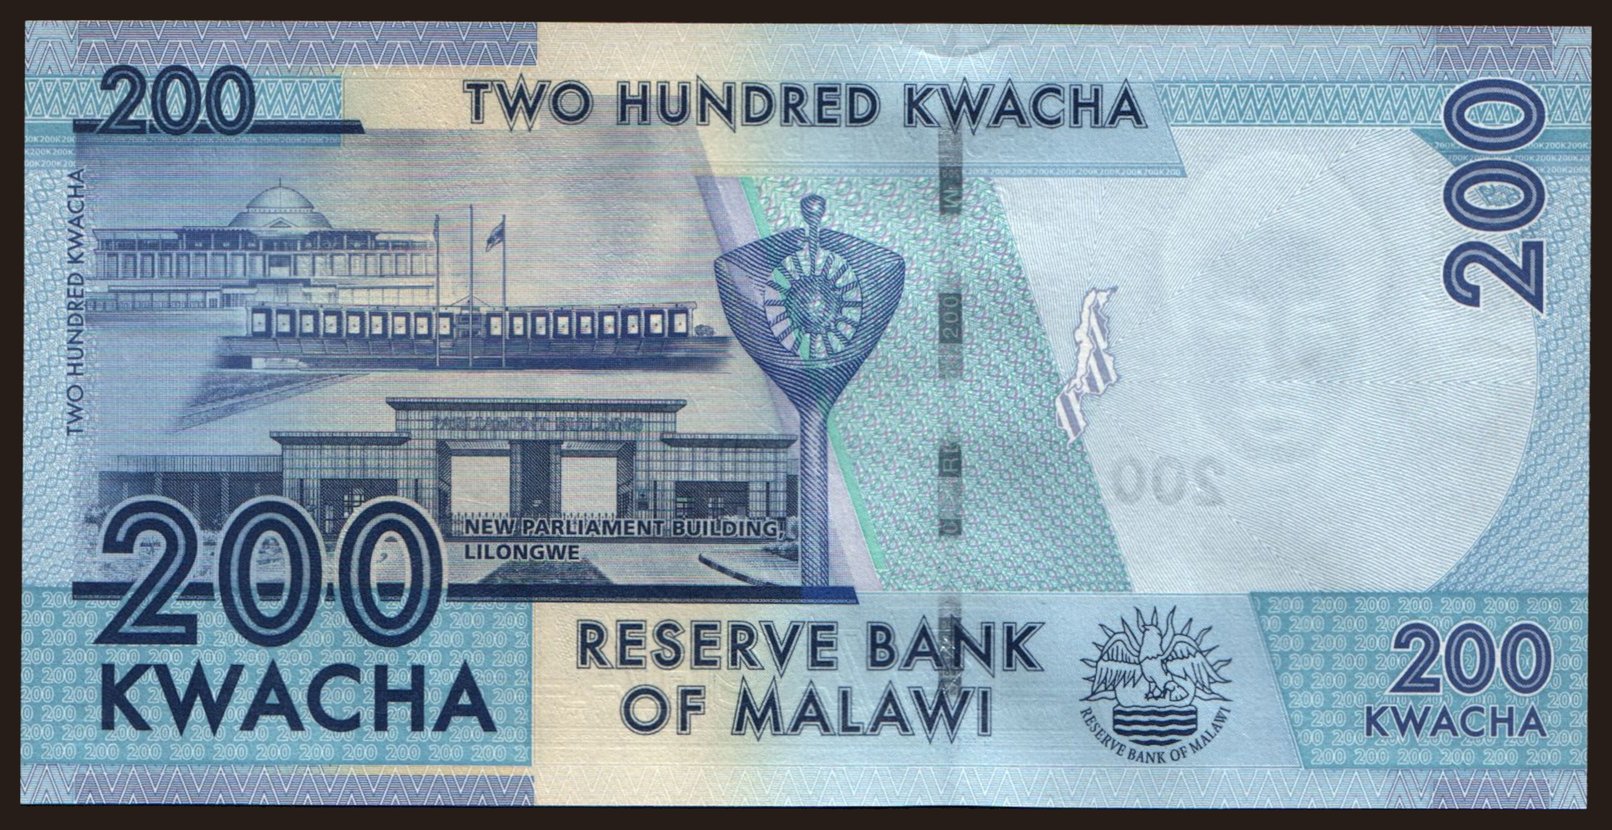 200
TWO HUNDRED KWACHA
200
TWO HUNDRED KWACHA
PARLIAMENT BUILDING
NEW PARLIAMENT BUILDING,
LILONGWE
200
KWACHA
200
RESERVE BANK
OF MALAWI
RESERVE BANK OF MALAWI
200
KWACHA